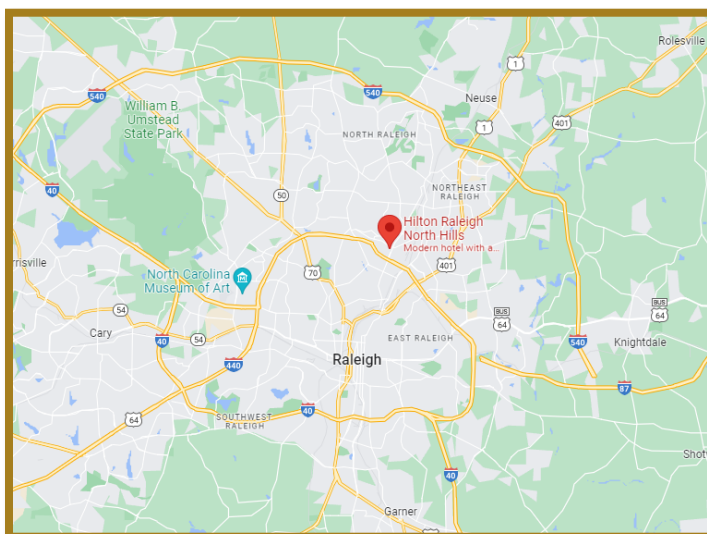 Rolesville
1
540
540
Neuse
William B.
Umstead
State Park
401
NORTH RALEIGH
1
40
50
NORTHEAST
RALEIGH
Hilton Raleigh
North Hills
Modern hotel with a...
rrisville
North Carolina
Museum of Art
70
401
54
BUS
64
BUS
64
Cary
40
54
EAST RALEIGH
540
Knightdale
Raleigh
440
87
64
SOUTHWEST
RALEIGH
40
Shotw
40
Garner